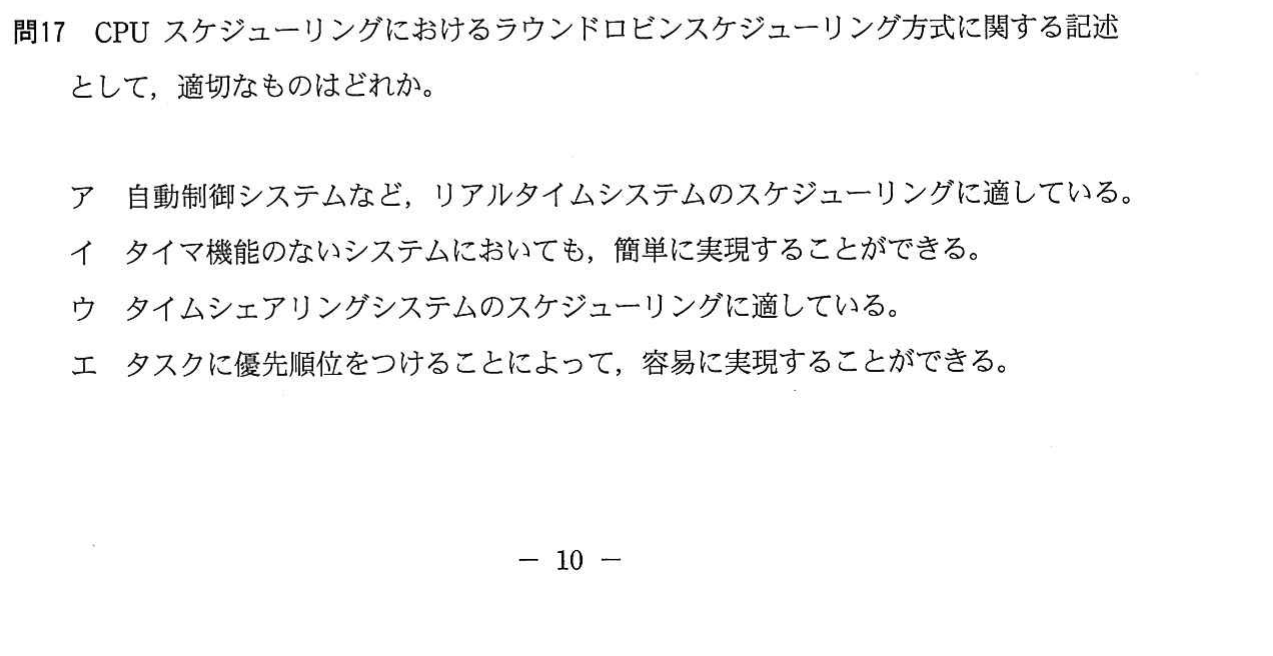 問17 CPU スケジューリングにおけるラウンドロビンスケジューリング方式に関する記述
として，適切なものはどれか。
ア 自動制御システムなど，リアルタイムシステムのスケジューリングに適している。
イ タイマ機能のないシステムにおいても，簡単に実現することができる。
ウ タイムシェアリングシステムのスケジューリングに適している。
エ タスクに優先順位をつけることによって，容易に実現することができる。
－ 10 －